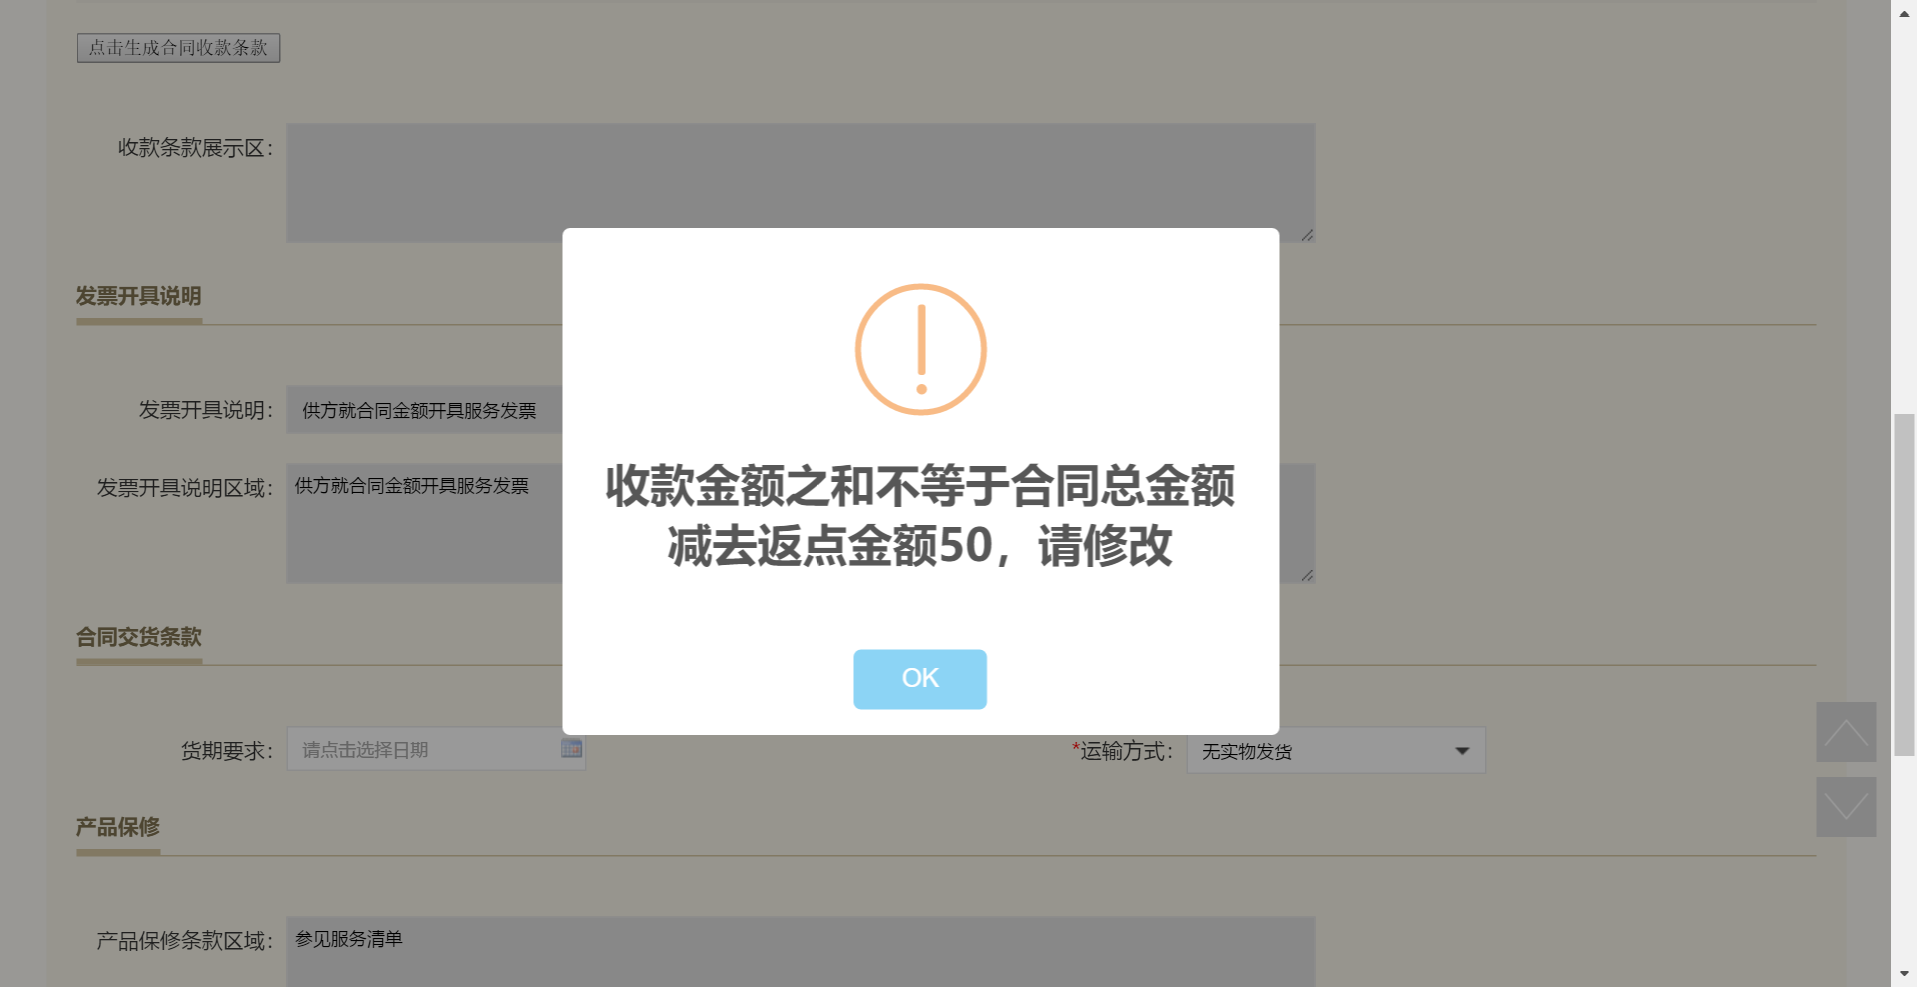 点击生成合同收款条款
收款条款展示区：
发票开具说明
发票开具说明： 供方就合同金额开具服务发票
发票开具说明区域： 供方就合同金额开具服务发票
收款金额之和不等于合同总金额
减去返点金额50，请修改
OK
合同交货条款
货期要求： 请点击选择日期 *运输方式： 无实物发货
产品保修
产品保修条款区域： 参见服务清单